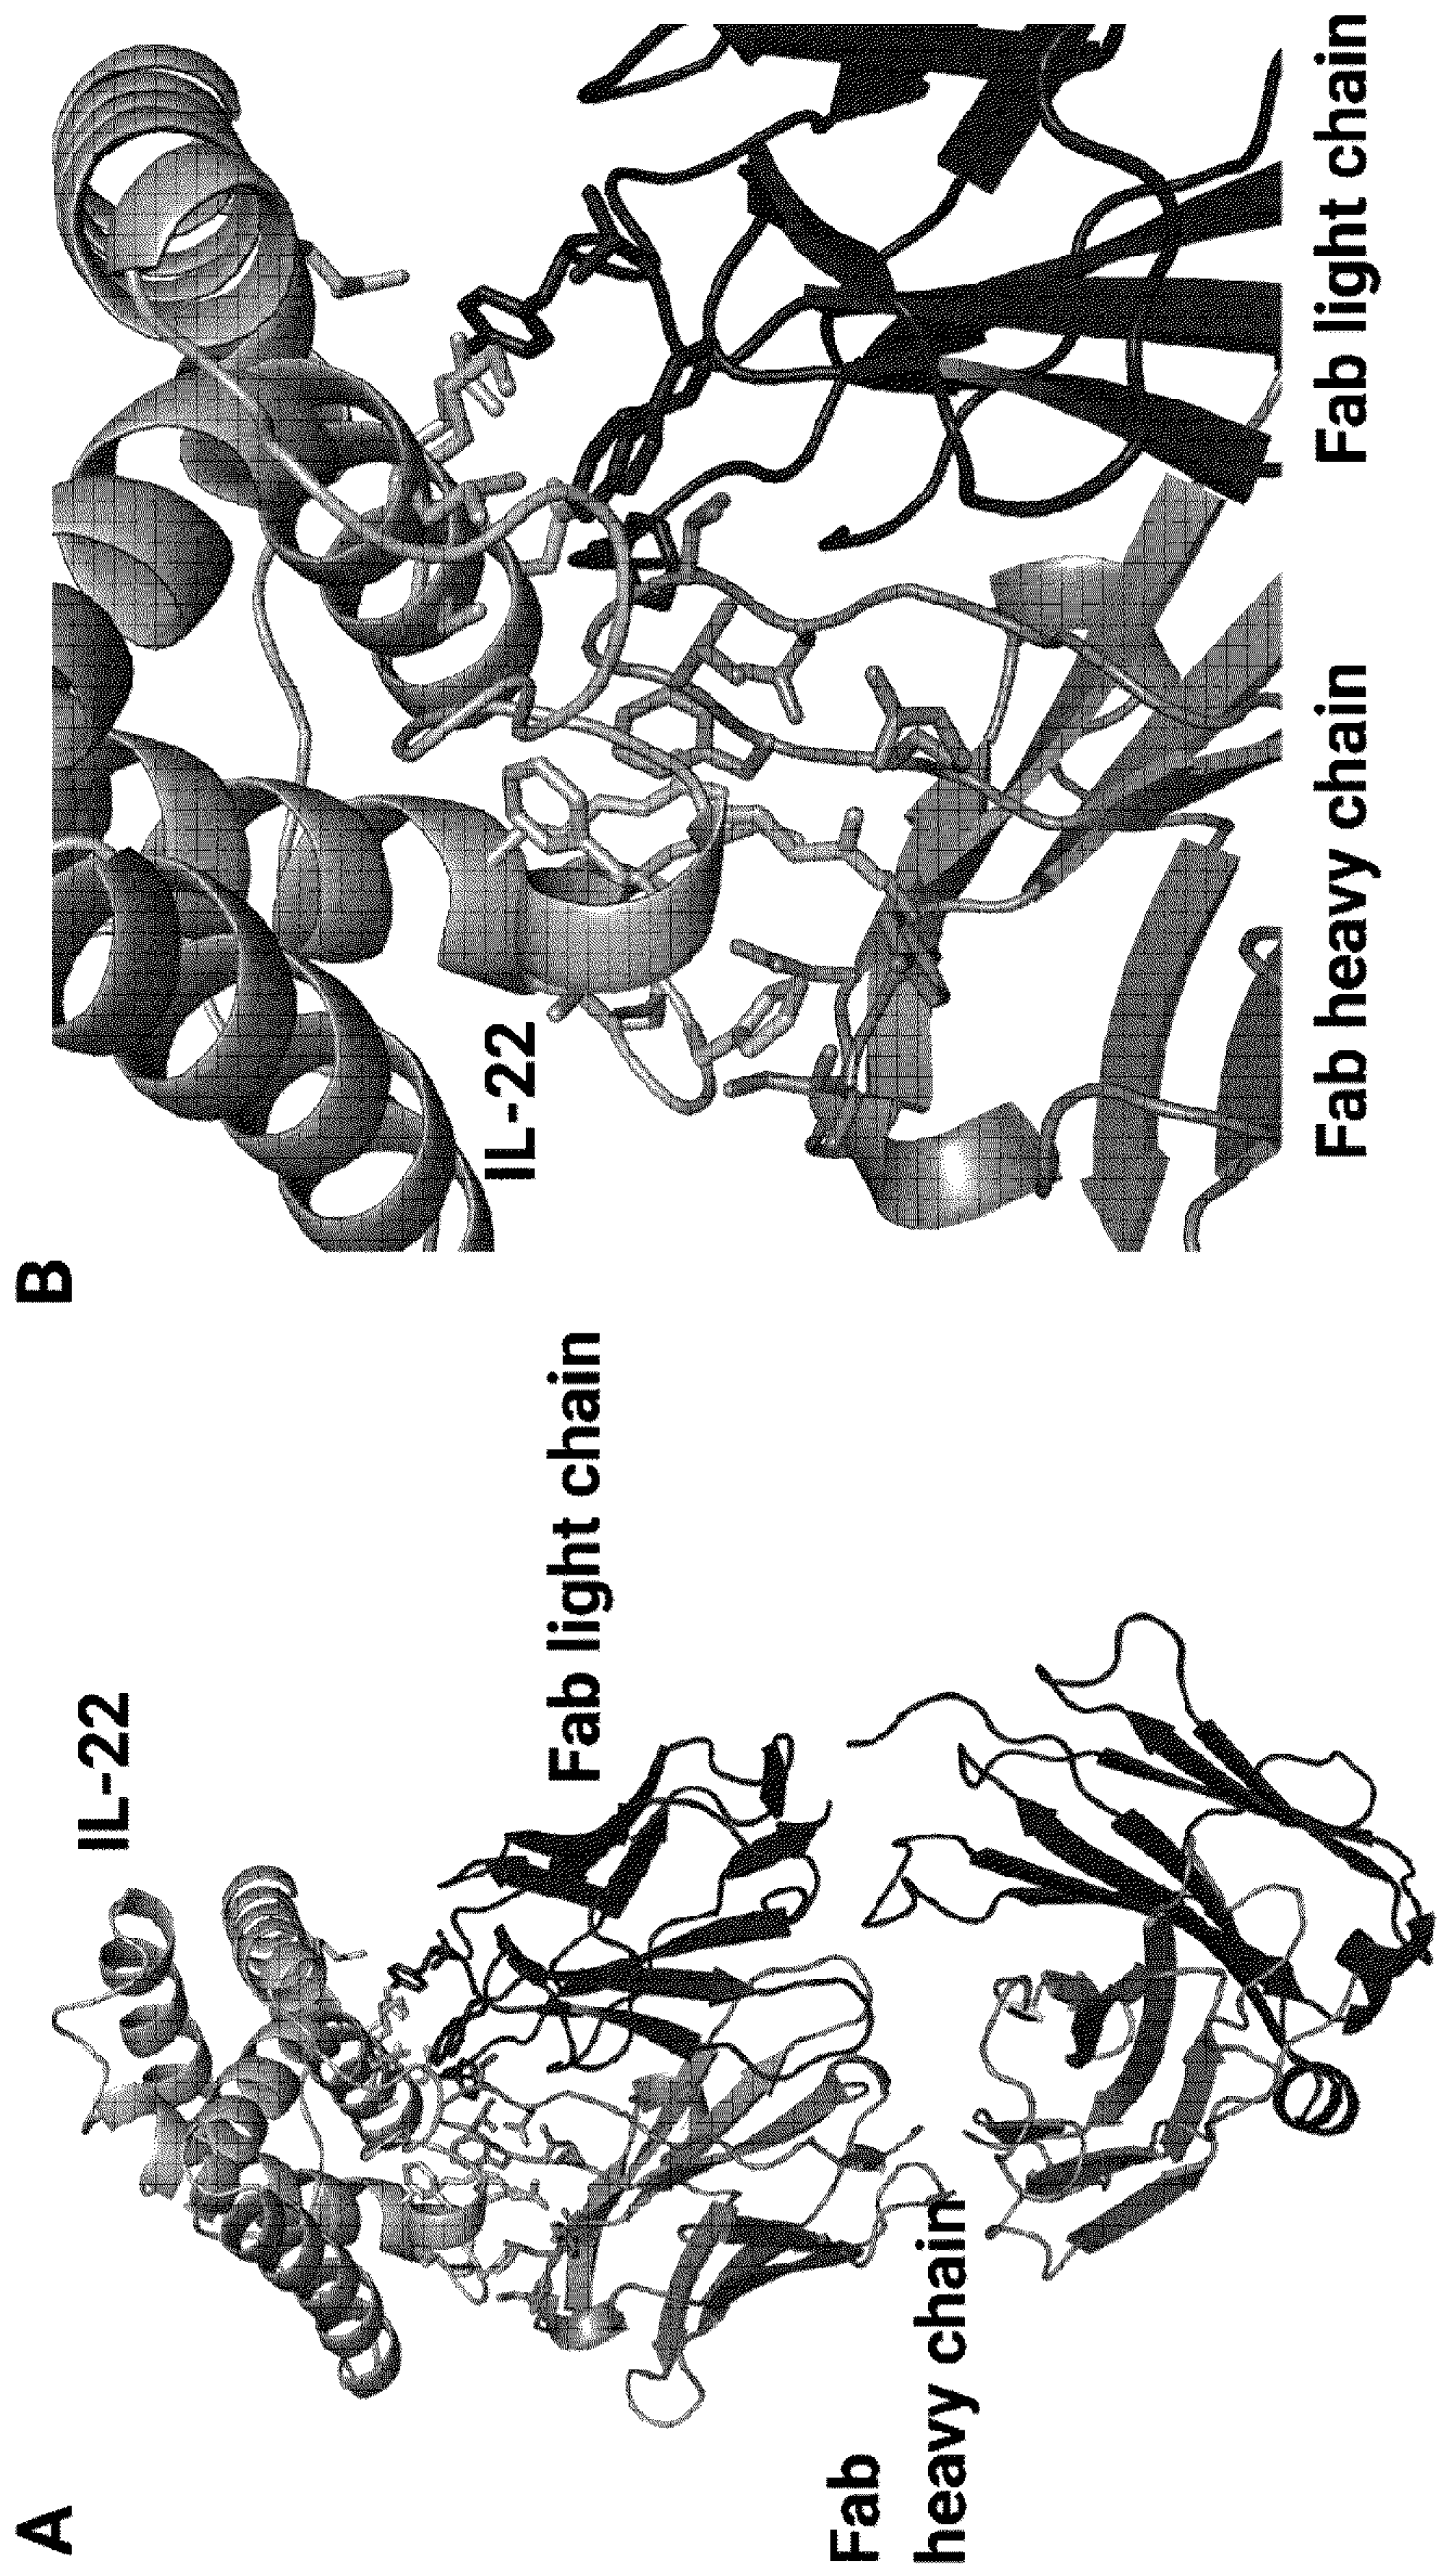 A
IL-22
Fab light chain
Fab
heavy chain
B
IL-22
Fab heavy chain
Fab light chain